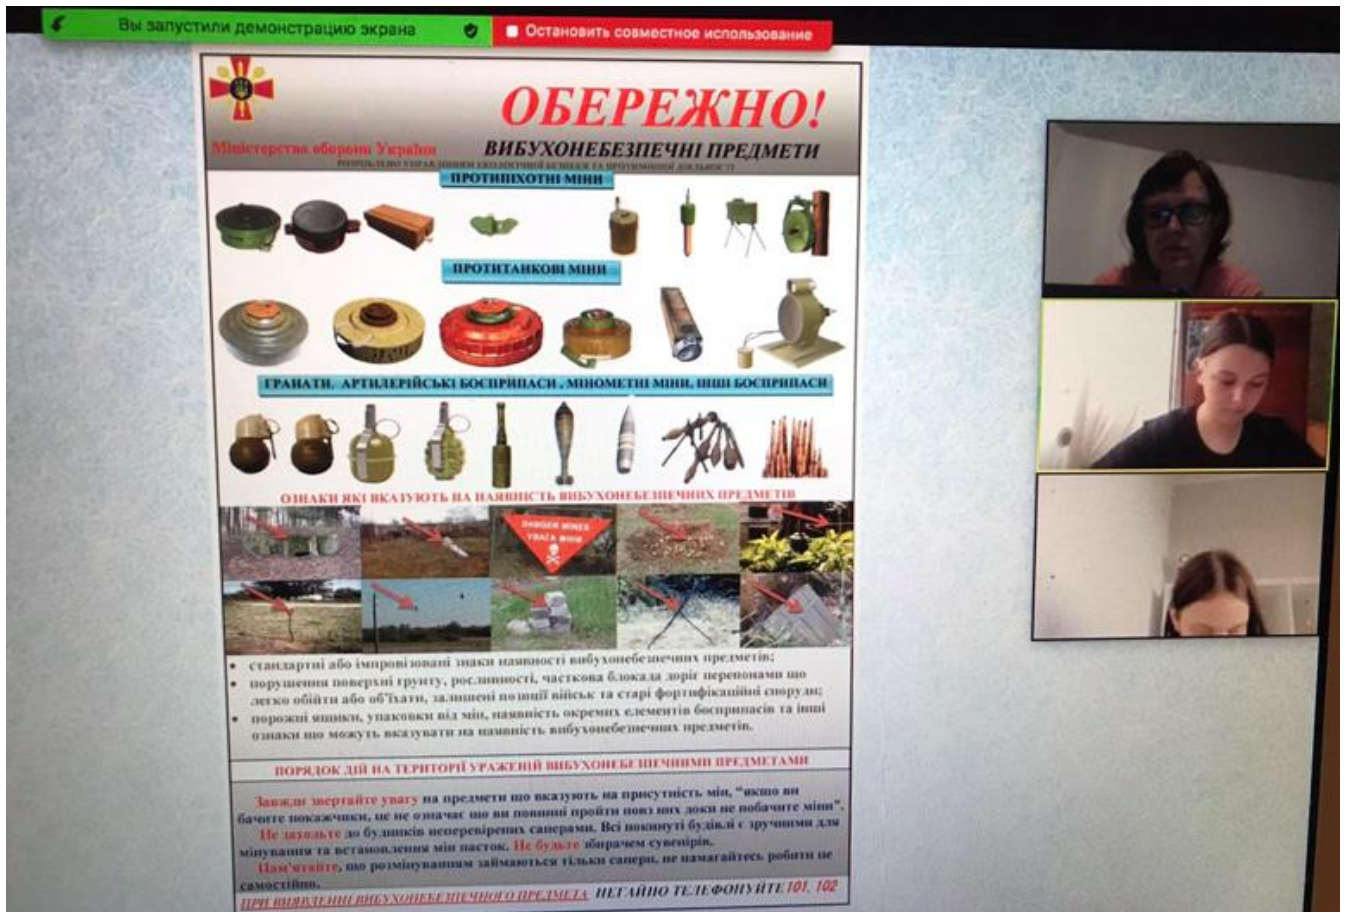 Вы запустили демонстрацию экрана
Остановить совместное использование
ОБЕРЕЖНО!
Міністерство оборони України
ВИБУХОНЕБЕЗПЕЧНІ ПРЕДМЕТИ
РОЗРОБЛЕНО УПРАВЛІННЯМ ЕКОЛОГІЧНОЇ БЕЗПЕКИ ТА ПРОТИМІННОЇ ДІЯЛЬНОСТІ
ПРОТИПІХОТНІ МІНИ
ПРОТИТАНКОВІ МІНИ
ГРАНАТИ, АРТИЛЕРІЙСЬКІ БОЄПРИПАСИ , МІНОМЕТНІ МІНИ, ІНШІ БОЄПРИПАСИ
ОЗНАКИ ЯКІ ВКАЗУЮТЬ НА НАЯВНІСТЬ ВИБУХОНЕБЕЗПЕЧНИХ ПРЕДМЕТІВ
DANGER MINES
УВАГА МІНИ
• стандартні або імпровізовані знаки наявності вибухонебезпечних предметів;
• порушення поверхні грунту, рослинності, часткова блокада доріг перепонами що
легко обійти або об'їхати, залишені позиції військ та старі фортифікаційні споруди;
• порожні ящики, упаковки від мін, наявність окремих елементів боєприпасів та інші
ознаки що можуть вказувати на наявність вибухонебезпечних предметів.
ПОРЯДОК ДІЙ НА ТЕРИТОРІЇ УРАЖЕНІЙ ВИБУХОНЕБЕЗПЕЧНИМИ ПРЕДМЕТАМИ
Завжди звертайте увагу на предмети що вказують на присутність мін, "якщо ви
бачите покажчики, це не означає що ви повинні пройти повз них доки не побачите міни".
Не заходьте до будинків неперевірених саперами. Всі покинуті будівлі є зручними для
мінування та встановлення мін пасток. Не будьте збирачем сувенірів.
Пам'ятайте, що розмінуванням займаються тільки сапери, не намагайтесь робити це
самостійно.
ПРИ ВИЯВЛЕННІ ВИБУХОНЕБЕЗПЕЧНОГО ПРЕДМЕТА НЕГАЙНО ТЕЛЕФОНУЙТЕ 101, 102